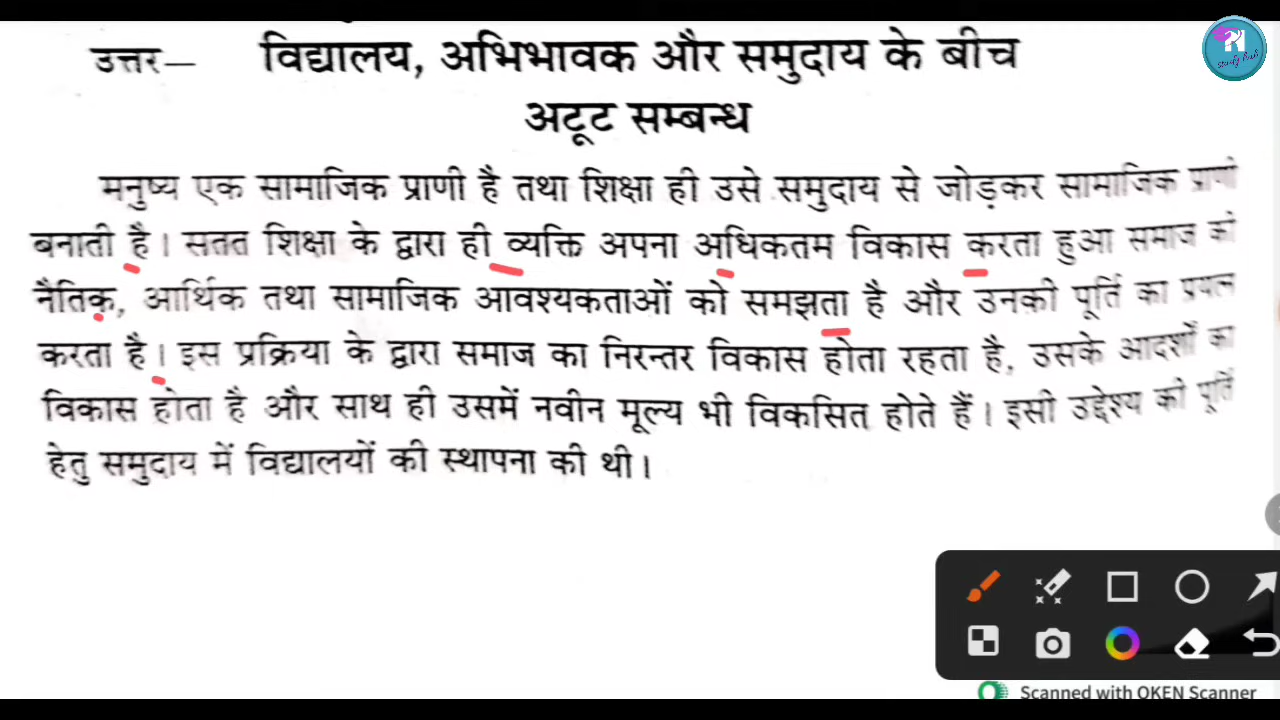 उत्तर— विद्यालय, अभिभावक और समुदाय के बीच
अटूट सम्बन्ध
मनुष्य एक सामाजिक प्राणी है तथा शिक्षा ही उसे समुदाय से जोड़कर सामाजिक प्राणी
बनाती है। सतत शिक्षा के द्वारा ही व्यक्ति अपना अधिकतम विकास करता हुआ समाज की
नैतिक, आर्थिक तथा सामाजिक आवश्यकताओं को समझता है और उनकी पूर्ति का प्रयत्न
करता है। इस प्रक्रिया के द्वारा समाज का निरन्तर विकास होता रहता है, उसके आदर्शों का
विकास होता है और साथ ही उसमें नवीन मूल्य भी विकसित होते हैं। इसी उद्देश्य की पूर्ति
हेतु समुदाय में विद्यालयों की स्थापना की थी।
Study Hub
Scanned with OKEN Scanner